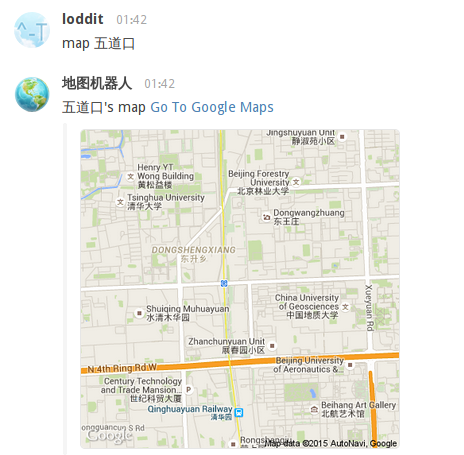 loddit 01:42
map 五道口
地图机器人 01:42
五道口's map Go To Google Maps
Jingshuyuan Unit
静淑苑小区
Henry YT
Wong Building
黄松益楼
Beijing Forestry
University
北京林业大学
Tsinghua University
清华大学
Dongwangzhuang
东王庄
DONGSHENGXIANG
东升乡
China University
of Geosciences
中国地质大学
Xueyuan Rd
Shuiqing Muhuayuan
水清木华园
Zhanchunyuan Unit
展春园小区
N 4th Ring Rd W
Beijing University
of Aeronautics &...
Century Technology
and Trade Mansion...
世纪科贸大厦
Qinghuayuan Railway
清华园
Beihang Art Gallery
北航艺术馆
ongguancun S Rd
Google
Map data ©2015 AutoNavi, Google